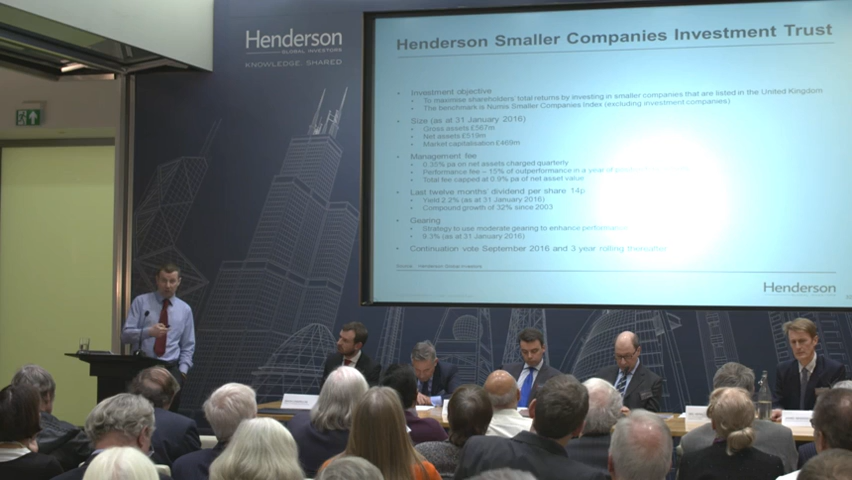 Henderson
GLOBAL INVESTORS
KNOWLEDGE. SHARED
Henderson Smaller Companies Investment Trust
• Investment objective
• To maximise shareholders' total returns by investing in smaller companies that are listed in the United Kingdom
• The benchmark is Numis Smaller Companies Index (excluding investment companies)
• Size (as at 31 January 2016)
• Gross assets £567m
• Net assets £519m
• Market capitalisation £469m
• Management fee
• 0.35% pa on net assets charged quarterly
• Performance fee – 15% of outperformance in a year of
• Total fee capped at 0.9% pa of net asset value
• Last twelve months' dividend per share 14p
• Yield 2.2% (as at 31 January 2016)
• Compound growth of 32% since 2003
• Gearing
• Strategy to use moderate gearing to enhance performance
• 9.3% (as at 31 January 2016)
• Continuation vote September 2016 and 3 year rolling thereafter
Source: Henderson Global Investors
Henderson
GLOBAL INVESTORS